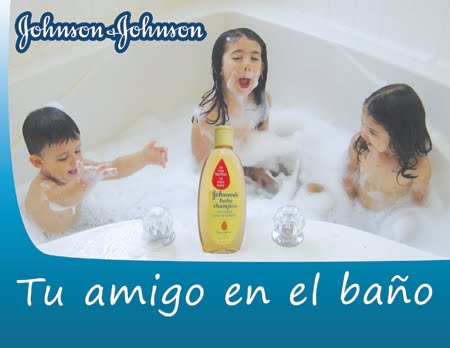 Johnson & Johnson
Johnson's
baby
shampoo
Tu amigo en el baño